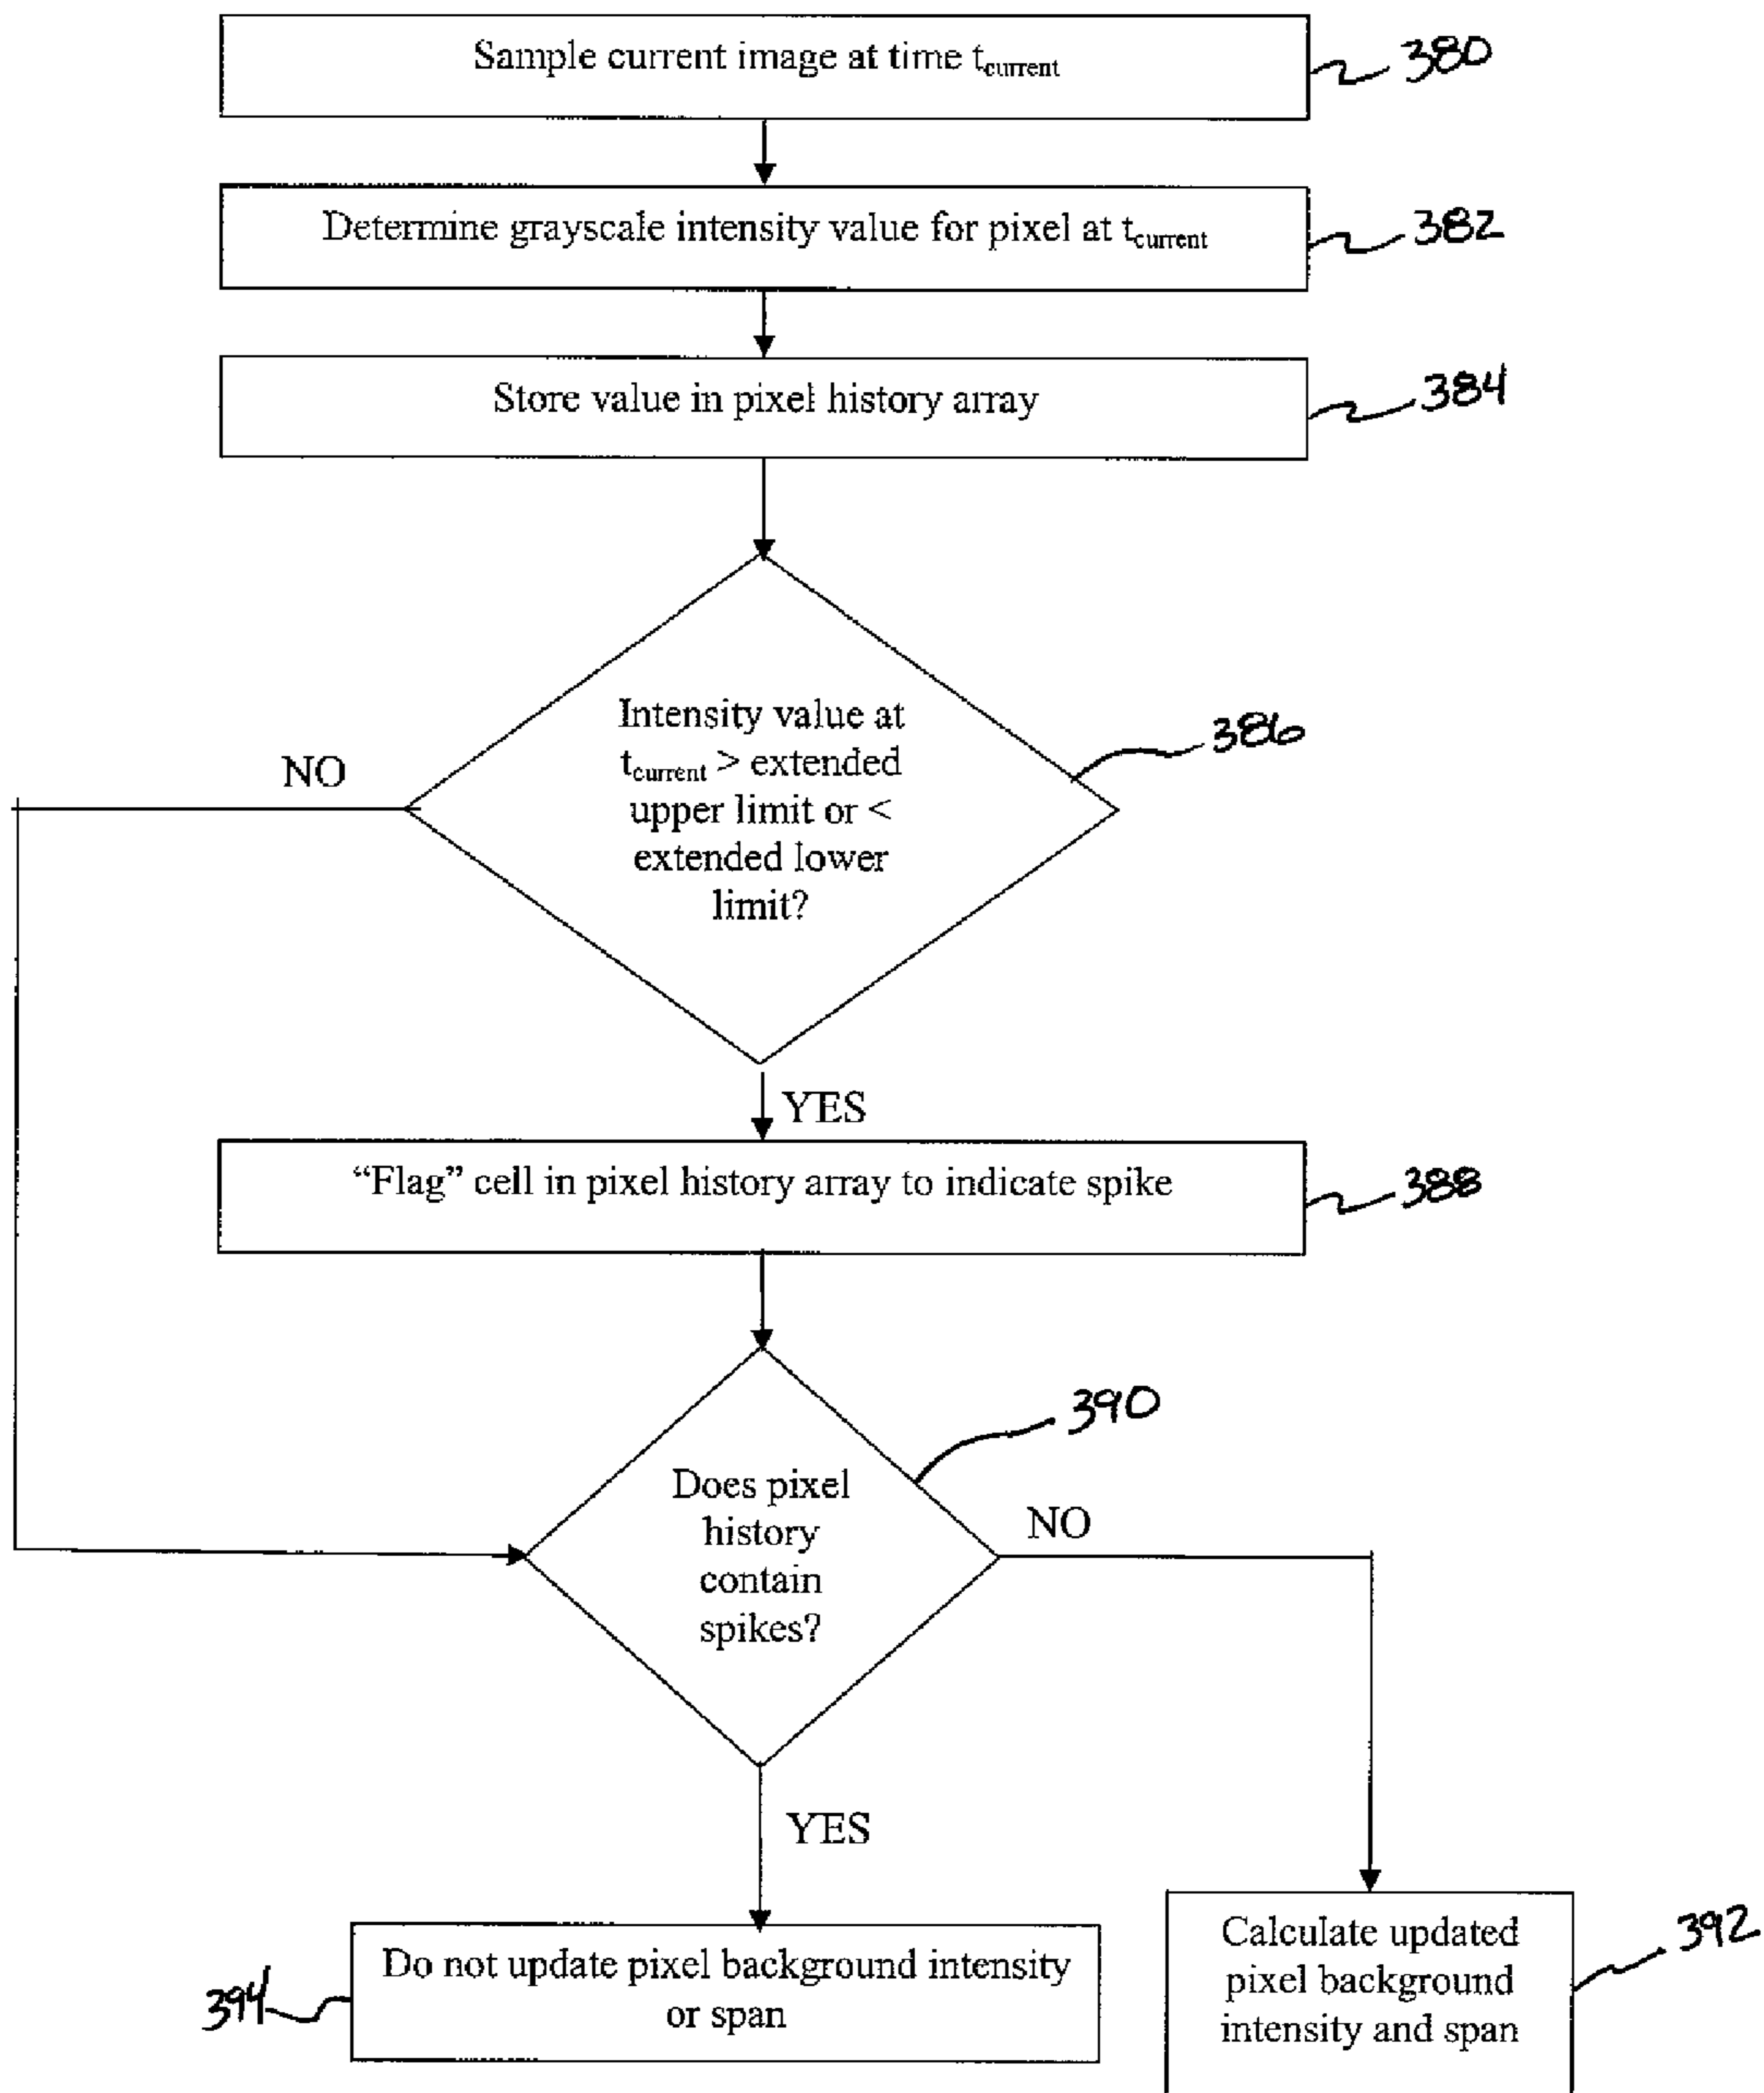 Sample current image at time t_current
380
Determine grayscale intensity value for pixel at t_current
382
Store value in pixel history array
384
Intensity value at
t_current > extended
upper limit or <
extended lower
limit?
386
NO
YES
“Flag” cell in pixel history array to indicate spike
388
Does pixel
history
contain
spikes?
390
NO
YES
Do not update pixel background intensity
or span
394
Calculate updated
pixel background
intensity and span
392